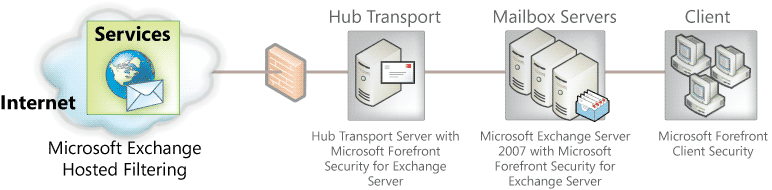 Services
Internet
Microsoft Exchange
Hosted Filtering
Hub Transport
Hub Transport Server with
Microsoft Forefront
Security for Exchange
Server
Mailbox Servers
Microsoft Exchange Server
2007 with Microsoft
Forefront Security for
Exchange Server
Client
Microsoft Forefront
Client Security